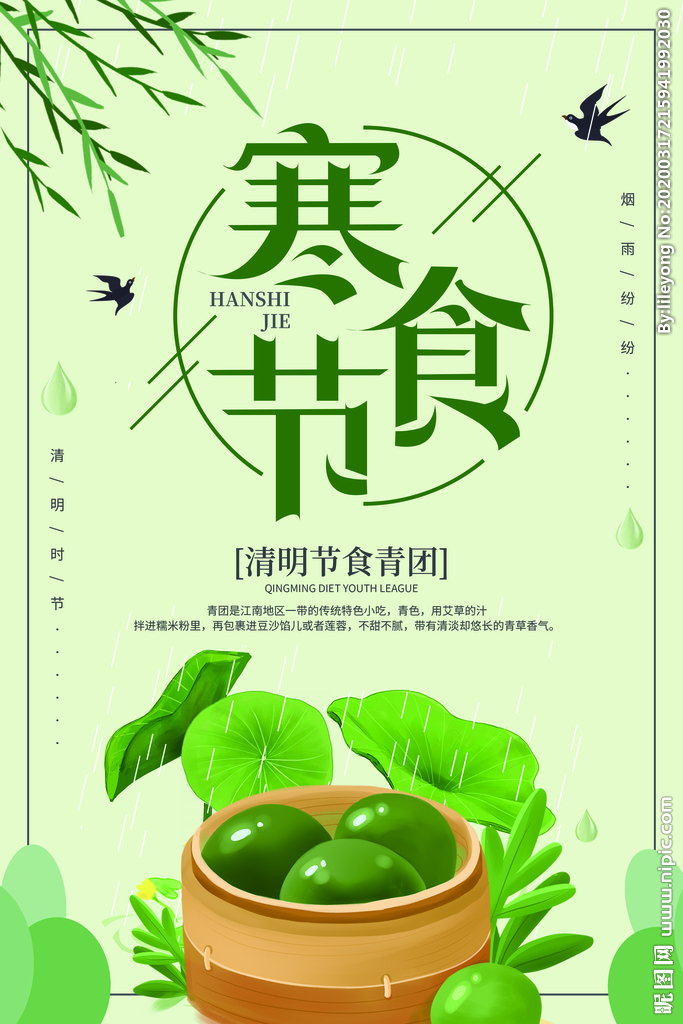 寒食节
HANSHI
JIE
烟/雨/纷/纷.......
清/明/时/节.......
[清明节食青团]
QINGMING DIET YOUTH LEAGUE
青团是江南地区一带的传统特色小吃，青色，用艾草的汁
拌进糯米粉里，再包裹进豆沙馅儿或者莲蓉，不甜不腻，带有清淡却悠长的青草香气。
By:lileyong No:20200317215941992030
昵图网 www.nipic.com